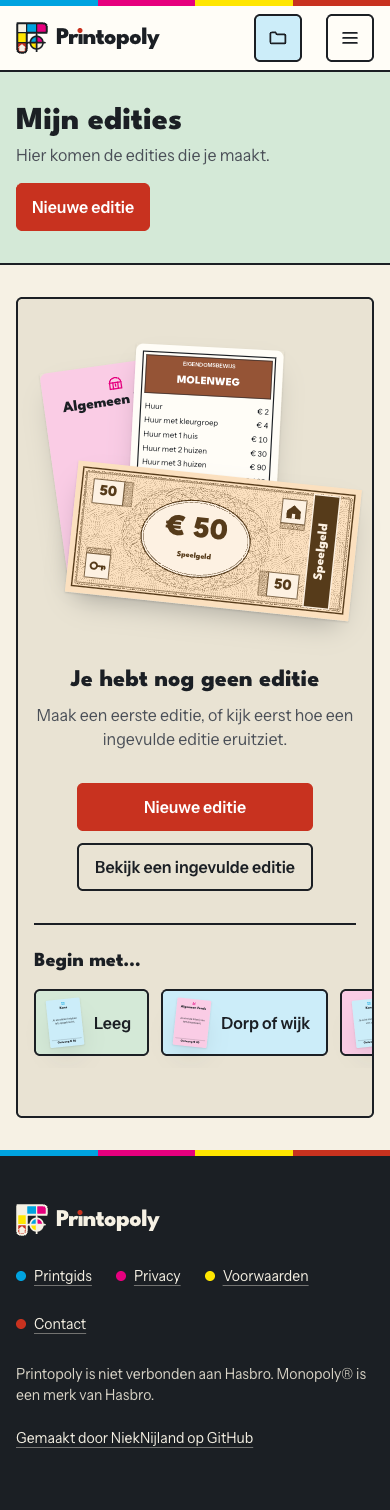 Printopoly
Mijn edities
Hier komen de edities die je maakt.
Nieuwe editie
Algemeen
EIGENDOMSBEWIJS
MOLENWEG
Huur € 2
Huur met kleurgroep € 4
Huur met 1 huis € 10
Huur met 2 huizen € 30
Huur met 3 huizen € 90
50
€ 50
Speelgeld
Speelgeld
50
Je hebt nog geen editie
Maak een eerste editie, of kijk eerst hoe een
ingevulde editie eruitziet.
Nieuwe editie
Bekijk een ingevulde editie
Begin met...
Leeg
Dorp of wijk
Printopoly
Printgids
Privacy
Voorwaarden
Contact
Printopoly is niet verbonden aan Hasbro. Monopoly® is
een merk van Hasbro.
Gemaakt door NiekNijland op GitHub